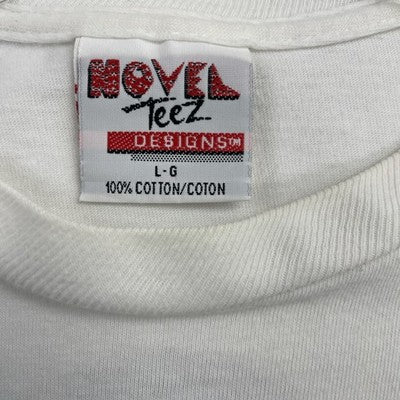 NOVEL
Teez
DESIGNS™
L-G
100% COTTON/COTON